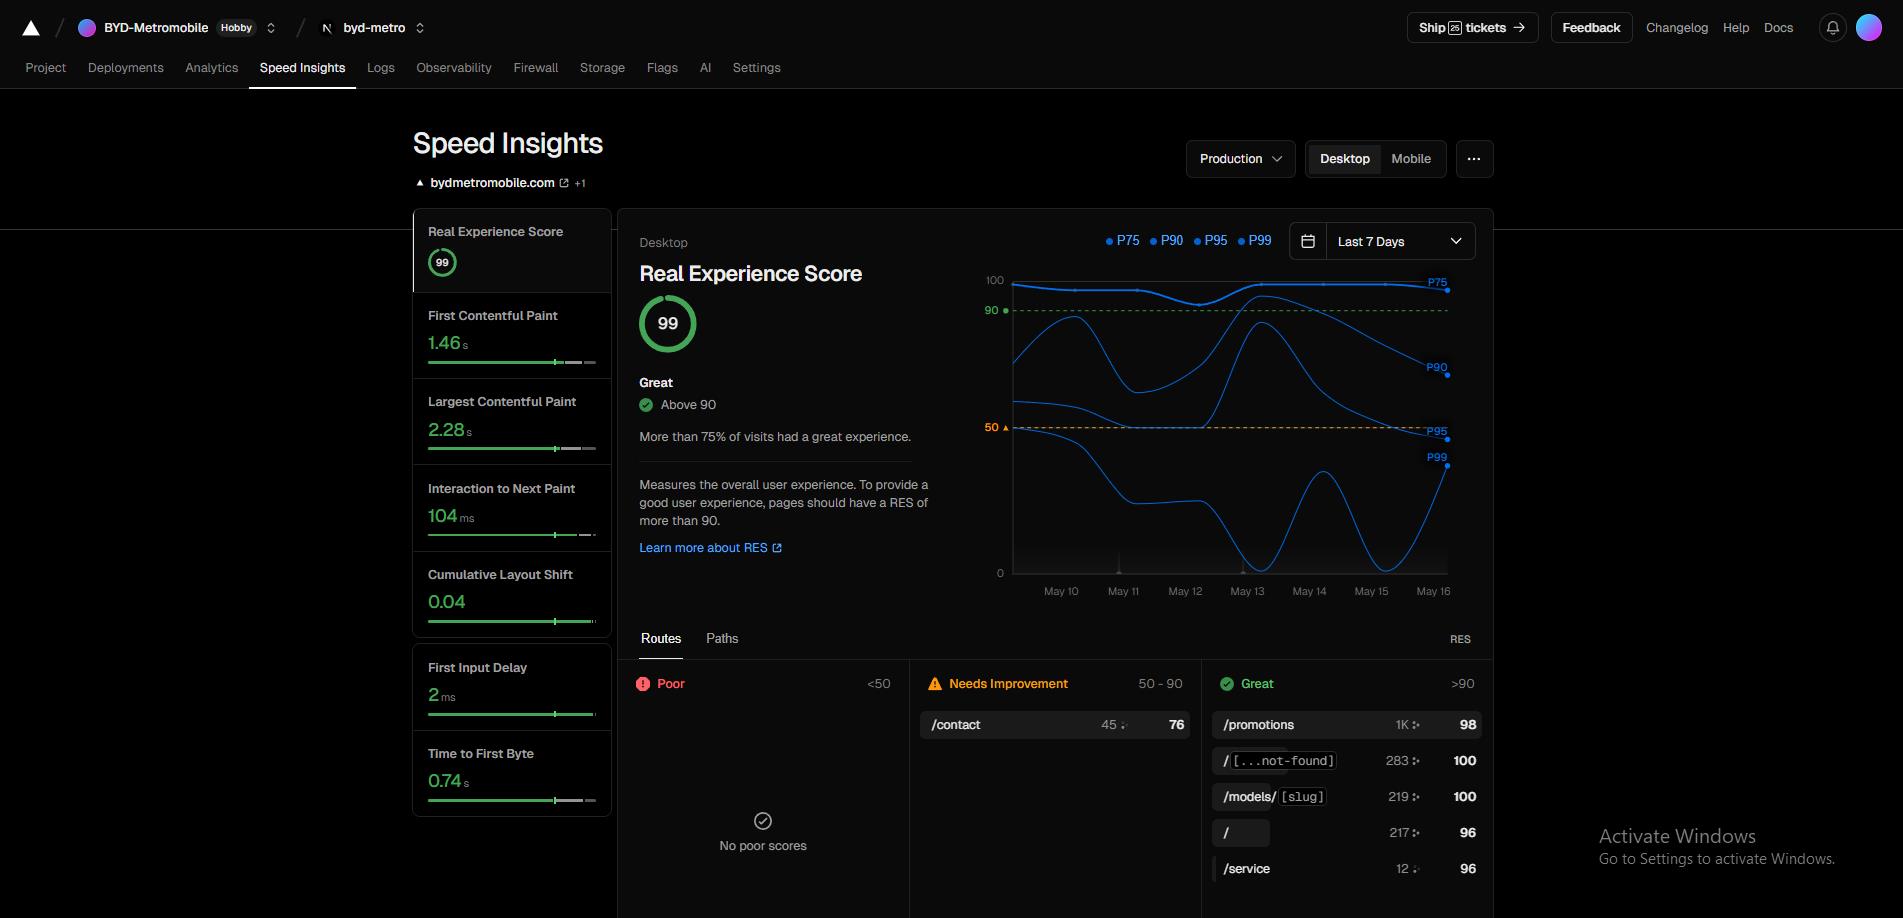 BYD-Metromobile Hobby byd-metro Ship 25 tickets → Feedback Changelog Help Docs
Project Deployments Analytics Speed Insights Logs Observability Firewall Storage Flags AI Settings
Speed Insights
bydmetromobile.com +1
Production Desktop Mobile ...
Real Experience Score
99
First Contentful Paint
1.46 s
Largest Contentful Paint
2.28 s
Interaction to Next Paint
104 ms
Cumulative Layout Shift
0.04
First Input Delay
2 ms
Time to First Byte
0.74 s
Desktop
Real Experience Score
99
Great
Above 90
More than 75% of visits had a great experience.
Measures the overall user experience. To provide a
good user experience, pages should have a RES of
more than 90.
Learn more about RES
P75 P90 P95 P99 Last 7 Days
100
P75
90
P90
50
P95
P99
0
May 10 May 11 May 12 May 13 May 14 May 15 May 16
Routes Paths RES
Poor <50
No poor scores
Needs Improvement 50 - 90
/contact 45 76
Great >90
/promotions 1K 98
/[...not-found] 283 100
/models/[slug] 219 100
/ 217 96
/service 12 96
Activate Windows
Go to Settings to activate Windows.